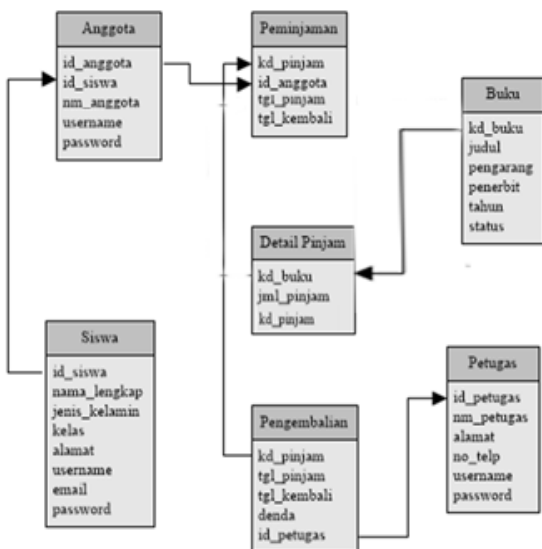 Anggota
id_anggota
id_siswa
nm_anggota
username
password
Peminjaman
kd_pinjam
id_anggota
tgl_pinjam
tgl_kembali
Buku
kd_buku
judul
pengarang
penerbit
tahun
status
Detail Pinjam
kd_buku
jml_pinjam
kd_pinjam
Siswa
id_siswa
nama_lengkap
jenis_kelamin
kelas
alamat
username
email
password
Pengembalian
kd_pinjam
tgl_pinjam
tgl_kembali
denda
id_petugas
Petugas
id_petugas
nm_petugas
alamat
no_telp
username
password